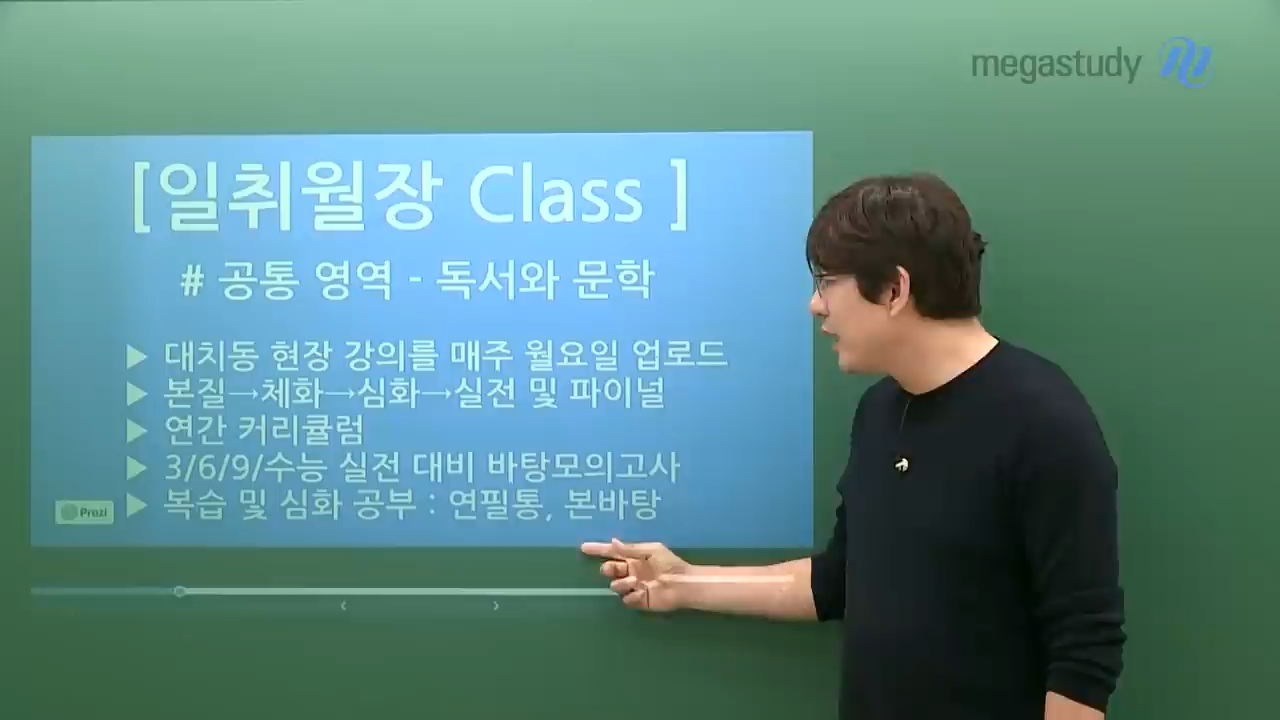 megastudy
[일취월장 Class ]
# 공통 영역 - 독서와 문학
▶ 대치동 현장 강의를 매주 월요일 업로드
▶ 본질→체화→심화→실전 및 파이널
▶ 연간 커리큘럼
▶ 3/6/9/수능 실전 대비 바탕모의고사
▶ 복습 및 심화 공부 : 연필통, 본바탕
Prezi